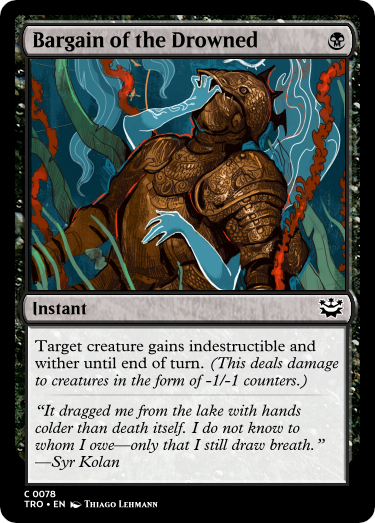 Bargain of the Drowned
Instant
Target creature gains indestructible and
wither until end of turn. (This deals damage
to creatures in the form of -1/-1 counters.)
“It dragged me from the lake with hands
colder than death itself. I do not know to
whom I owe—only that I still draw breath.”
—Syr Kolan
C 0078
TRO • EN Thiago Lehmann